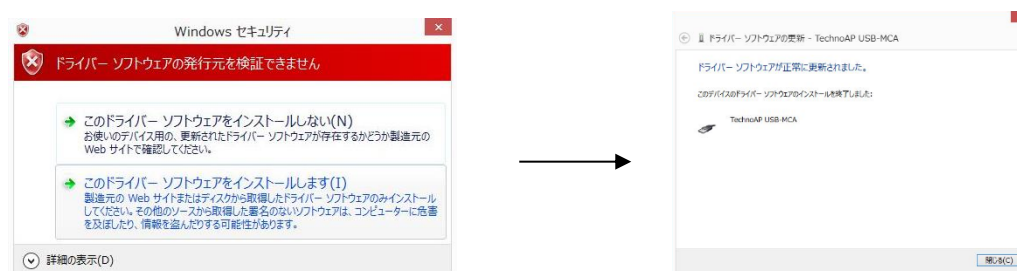 Windows セキュリティ
ドライバー ソフトウェアの発行元を検証できません
このドライバー ソフトウェアをインストールしない(N)
お使いのデバイス用の、更新されたドライバー ソフトウェアが存在するかどうか製造元の
Web サイトで確認してください。
このドライバー ソフトウェアをインストールします(I)
製造元の Web サイトまたはディスクから取得したドライバー ソフトウェアのみインストール
してください。その他のソースから取得した署名のないソフトウェアは、コンピューターに危害
を及ぼしたり、情報を盗んだりする可能性があります。
詳細の表示(D)
ドライバー ソフトウェアの更新 - TechnoAP USB-MCA
ドライバー ソフトウェアが正常に更新されました。
このデバイスのドライバー ソフトウェアのインストールを終了しました:
TechnoAP USB-MCA
閉じる(C)